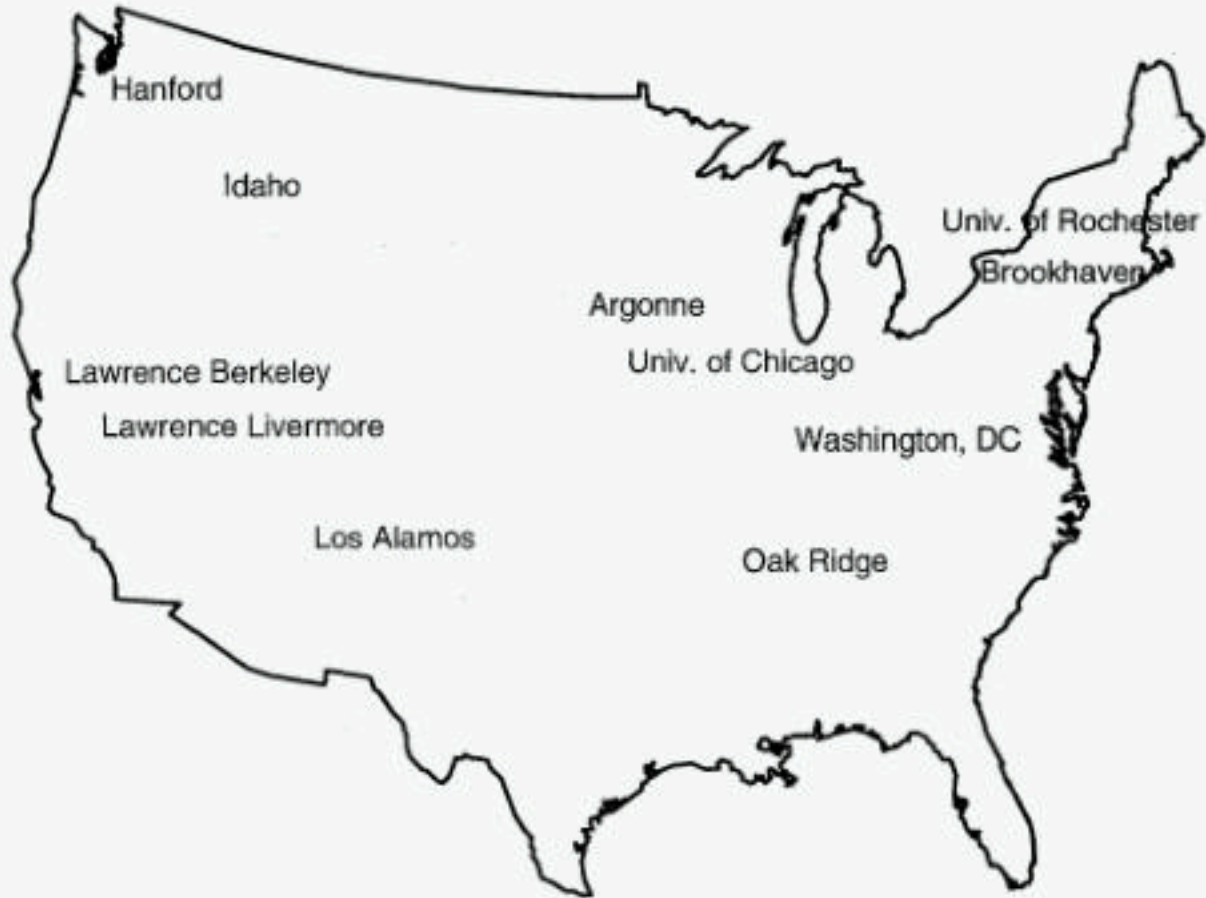 Hanford
Idaho
Univ. of Rochester
Brookhaven
Argonne
Univ. of Chicago
Lawrence Berkeley
Lawrence Livermore
Washington, DC
Los Alamos
Oak Ridge